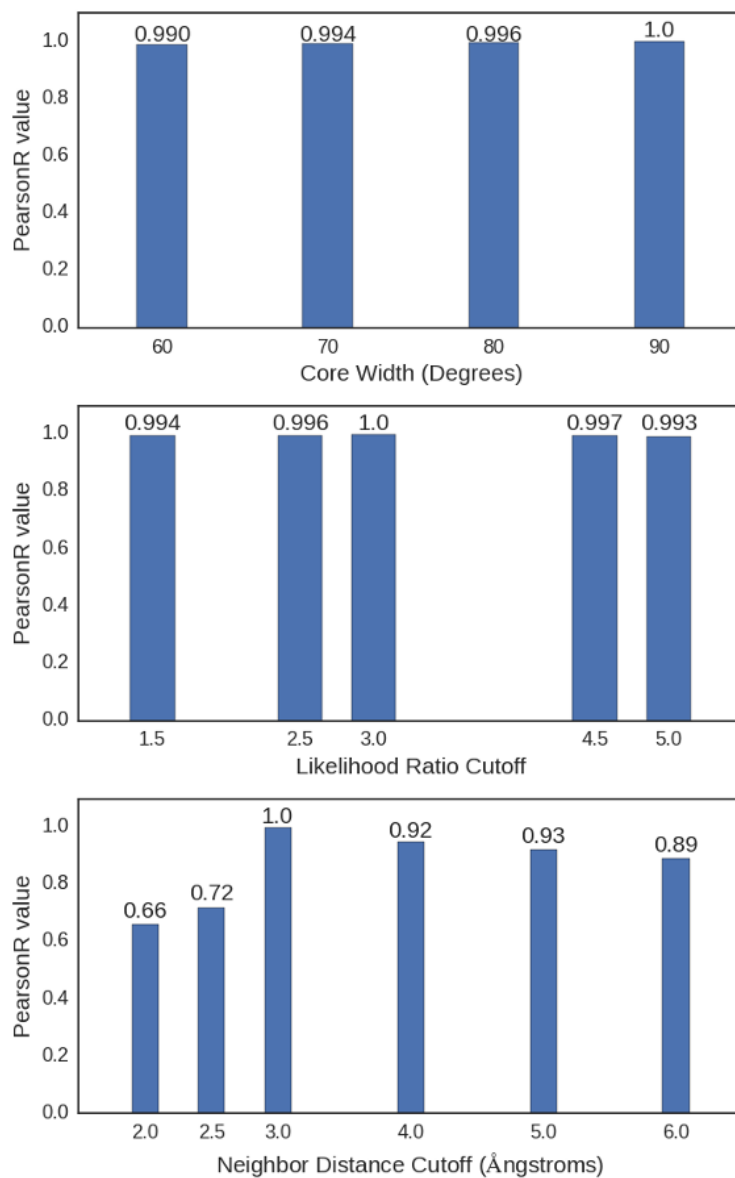 0.990 0.994 0.996 1.0
1.0
0.8
0.6
0.4
0.2
0.0
PearsonR value
60 70 80 90
Core Width (Degrees)
0.994 0.996 1.0 0.997 0.993
1.0
0.8
0.6
0.4
0.2
0.0
PearsonR value
1.5 2.5 3.0 4.5 5.0
Likelihood Ratio Cutoff
0.66 0.72 1.0 0.92 0.93 0.89
1.0
0.8
0.6
0.4
0.2
0.0
PearsonR value
2.0 2.5 3.0 4.0 5.0 6.0
Neighbor Distance Cutoff (Ångstroms)